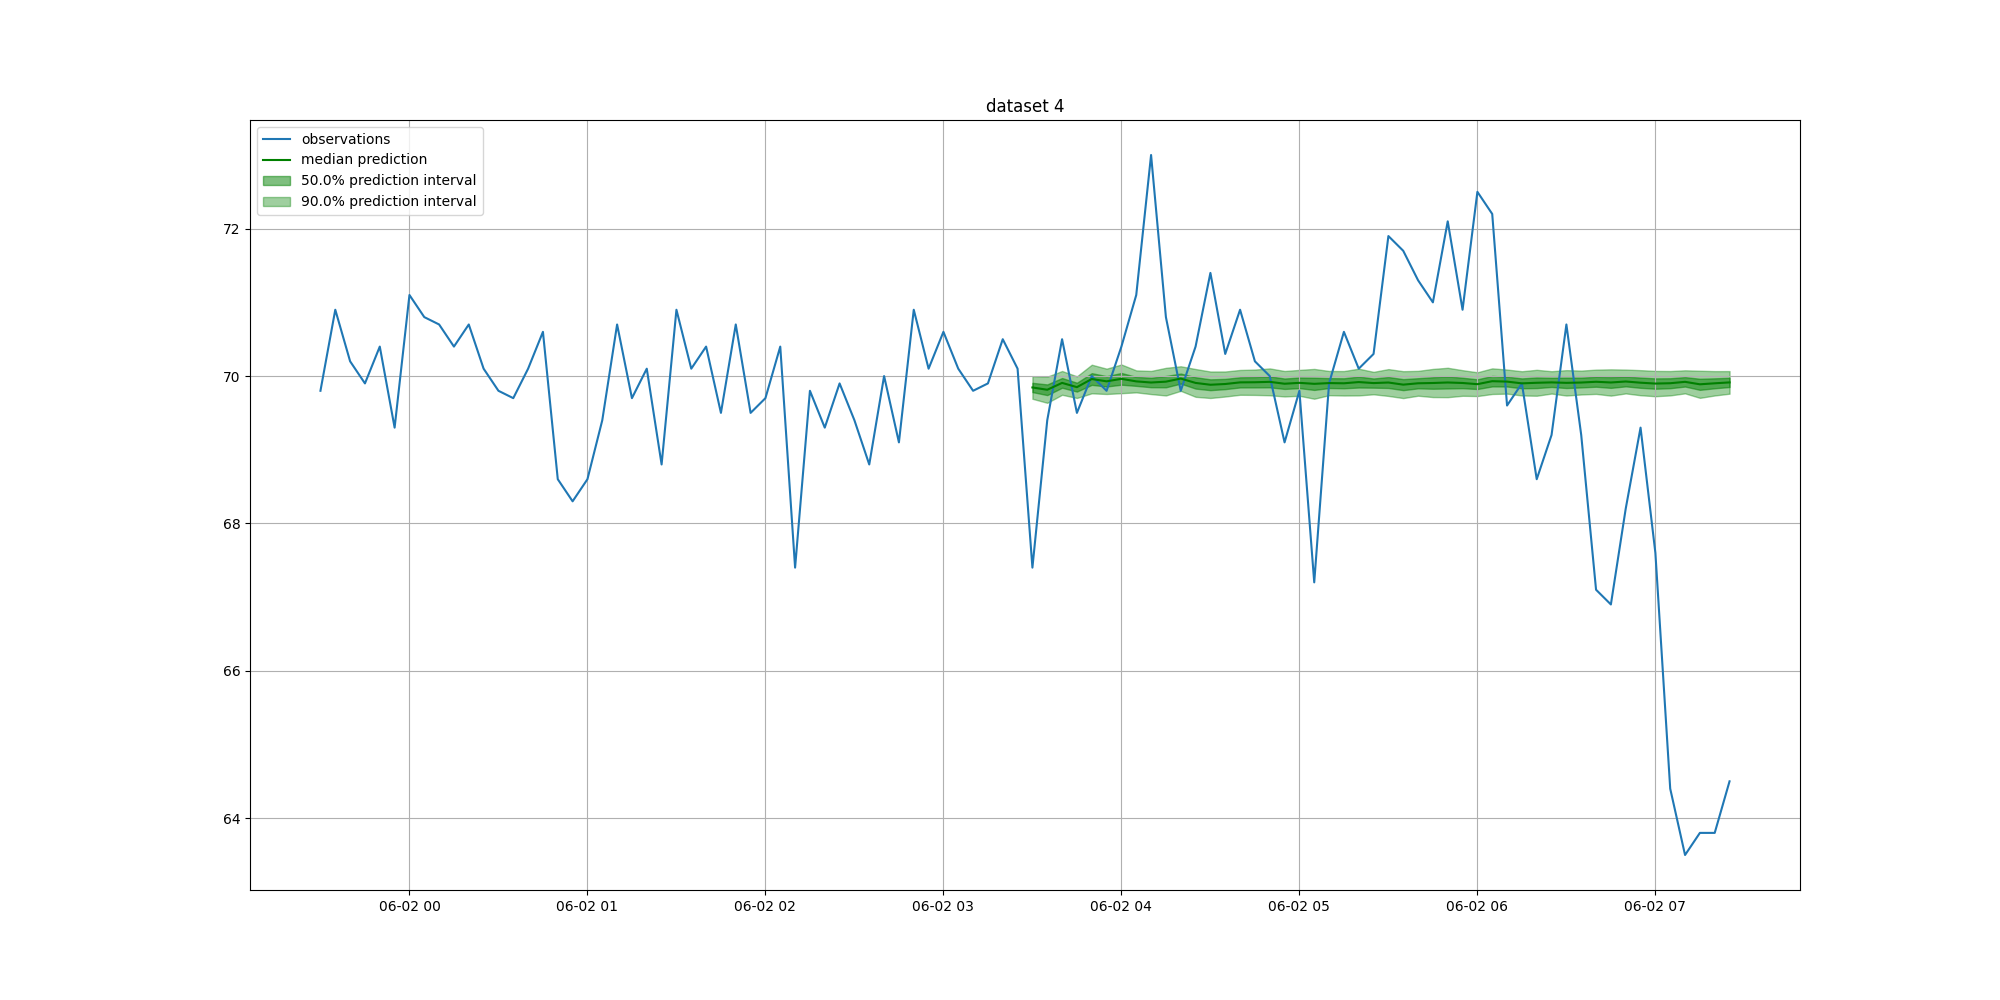 dataset 4
observations
median prediction
50.0% prediction interval
90.0% prediction interval
72
70
68
66
64
06-02 00
06-02 01
06-02 02
06-02 03
06-02 04
06-02 05
06-02 06
06-02 07